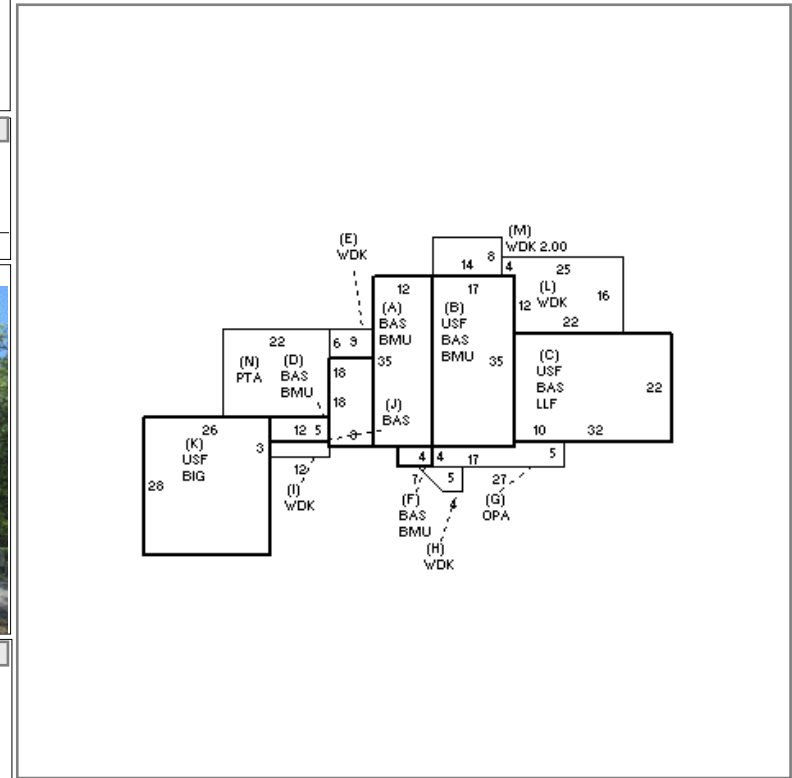 (M)
WDK 2.00
(E)
WDK
8
14
4
25
12
17
(L)
WDK
12
16
(A)
BAS
BMU
(B)
USF
BAS
BMU
22
22
6 9
(N)
PTA
(D)
BAS
BMU
35
35
(C)
USF
BAS
LLF
22
18
18
(J)
BAS
26
12 5
10 32
(K)
USF
BIG
3
4
4
17
5
12
7
5
27
28
(I)
WDK
(F)
BAS
BMU
(G)
OPA
(H)
WDK